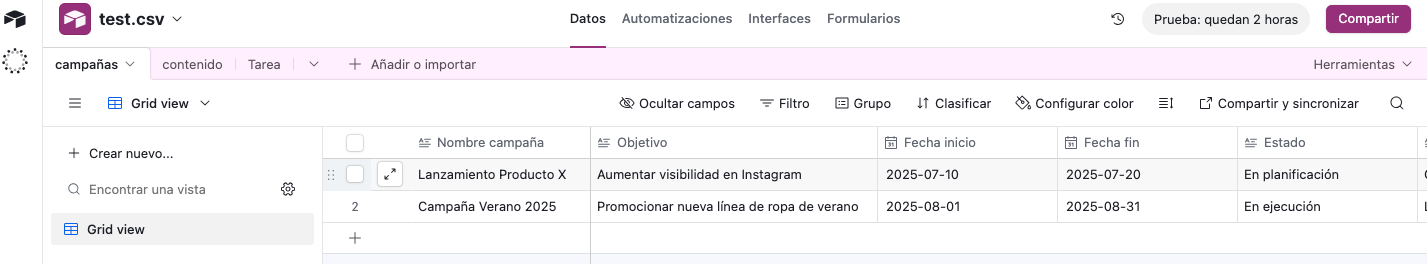 test.csv
Datos Automatizaciones Interfaces Formularios
Prueba: quedan 2 horas
Compartir
campañas contenido Tarea Añadir o importar
Herramientas
Grid view
Ocultar campos Filtro Grupo Clasificar Configurar color Compartir y sincronizar
Crear nuevo...
Encontrar una vista
Grid view
Nombre campaña Objetivo Fecha inicio Fecha fin Estado
Lanzamiento Producto X Aumentar visibilidad en Instagram 2025-07-10 2025-07-20 En planificación
2 Campaña Verano 2025 Promocionar nueva línea de ropa de verano 2025-08-01 2025-08-31 En ejecución